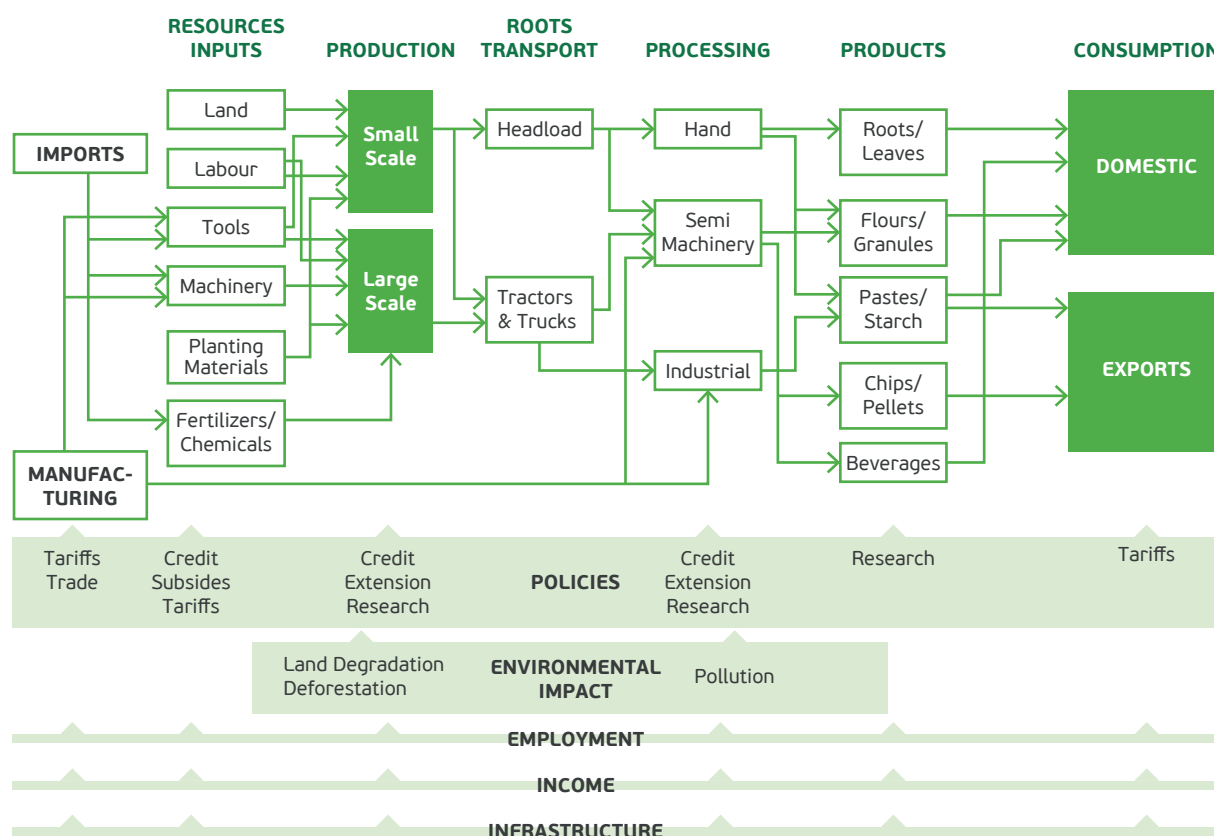 RESOURCES
INPUTS
PRODUCTION
ROOTS
TRANSPORT
PROCESSING
PRODUCTS
CONSUMPTION
IMPORTS
MANUFAC-
TURING
Land
Labour
Tools
Machinery
Planting
Materials
Fertilizers/
Chemicals
Small
Scale
Large
Scale
Headload
Tractors
& Trucks
Hand
Semi
Machinery
Industrial
Roots/
Leaves
Flours/
Granules
Pastes/
Starch
Chips/
Pellets
Beverages
DOMESTIC
EXPORTS
Tariffs
Trade
Credit
Subsides
Tariffs
Credit
Extension
Research
POLICIES
Credit
Extension
Research
Research
Tariffs
Land Degradation
Deforestation
ENVIRONMENTAL
IMPACT
Pollution
EMPLOYMENT
INCOME
INFRASTRUCTURE